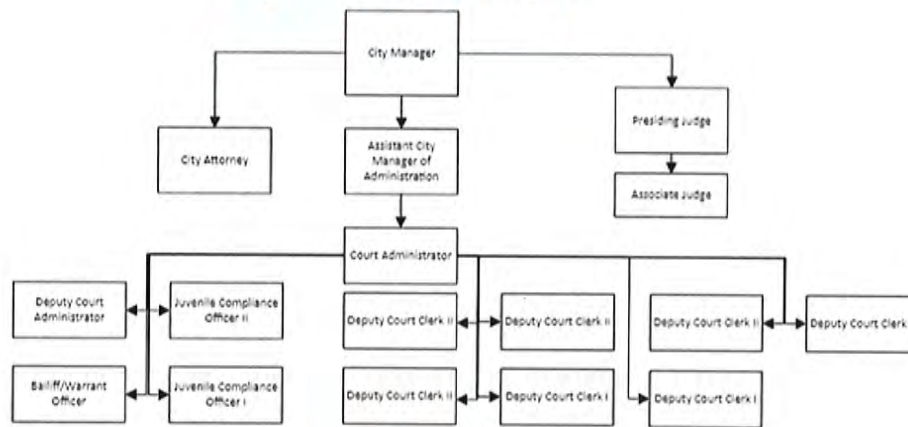 City Manager
City Attorney
Assistant City
Manager of
Administration
Presiding Judge
Associate Judge
Court Administrator
Deputy Court
Administrator
Juvenile Compliance
Officer II
Deputy Court Clerk II
Deputy Court Clerk II
Deputy Court Clerk II
Deputy Court Clerk
Bailiff/Warrant
Officer
Juvenile Compliance
Officer I
Deputy Court Clerk II
Deputy Court Clerk I
Deputy Court Clerk I